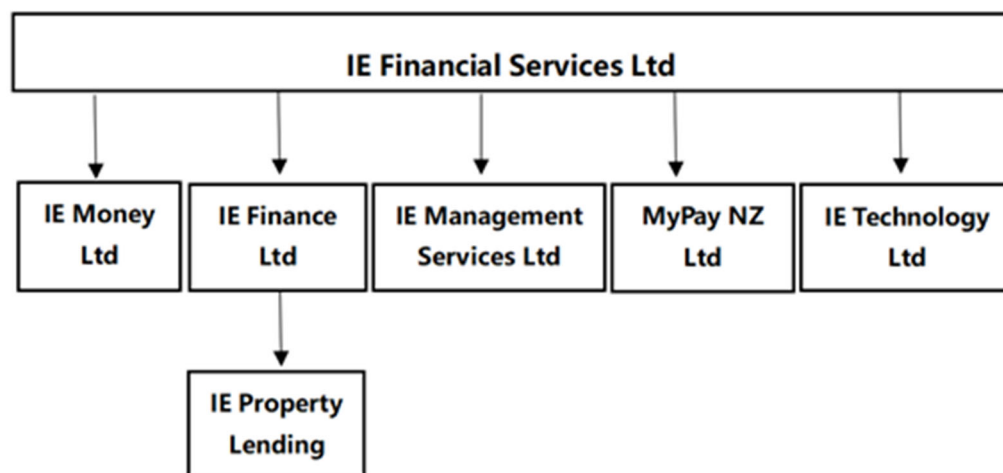 IE Financial Services Ltd
IE Money
Ltd
IE Finance
Ltd
IE Management
Services Ltd
MyPay NZ
Ltd
IE Technology
Ltd
IE Property
Lending